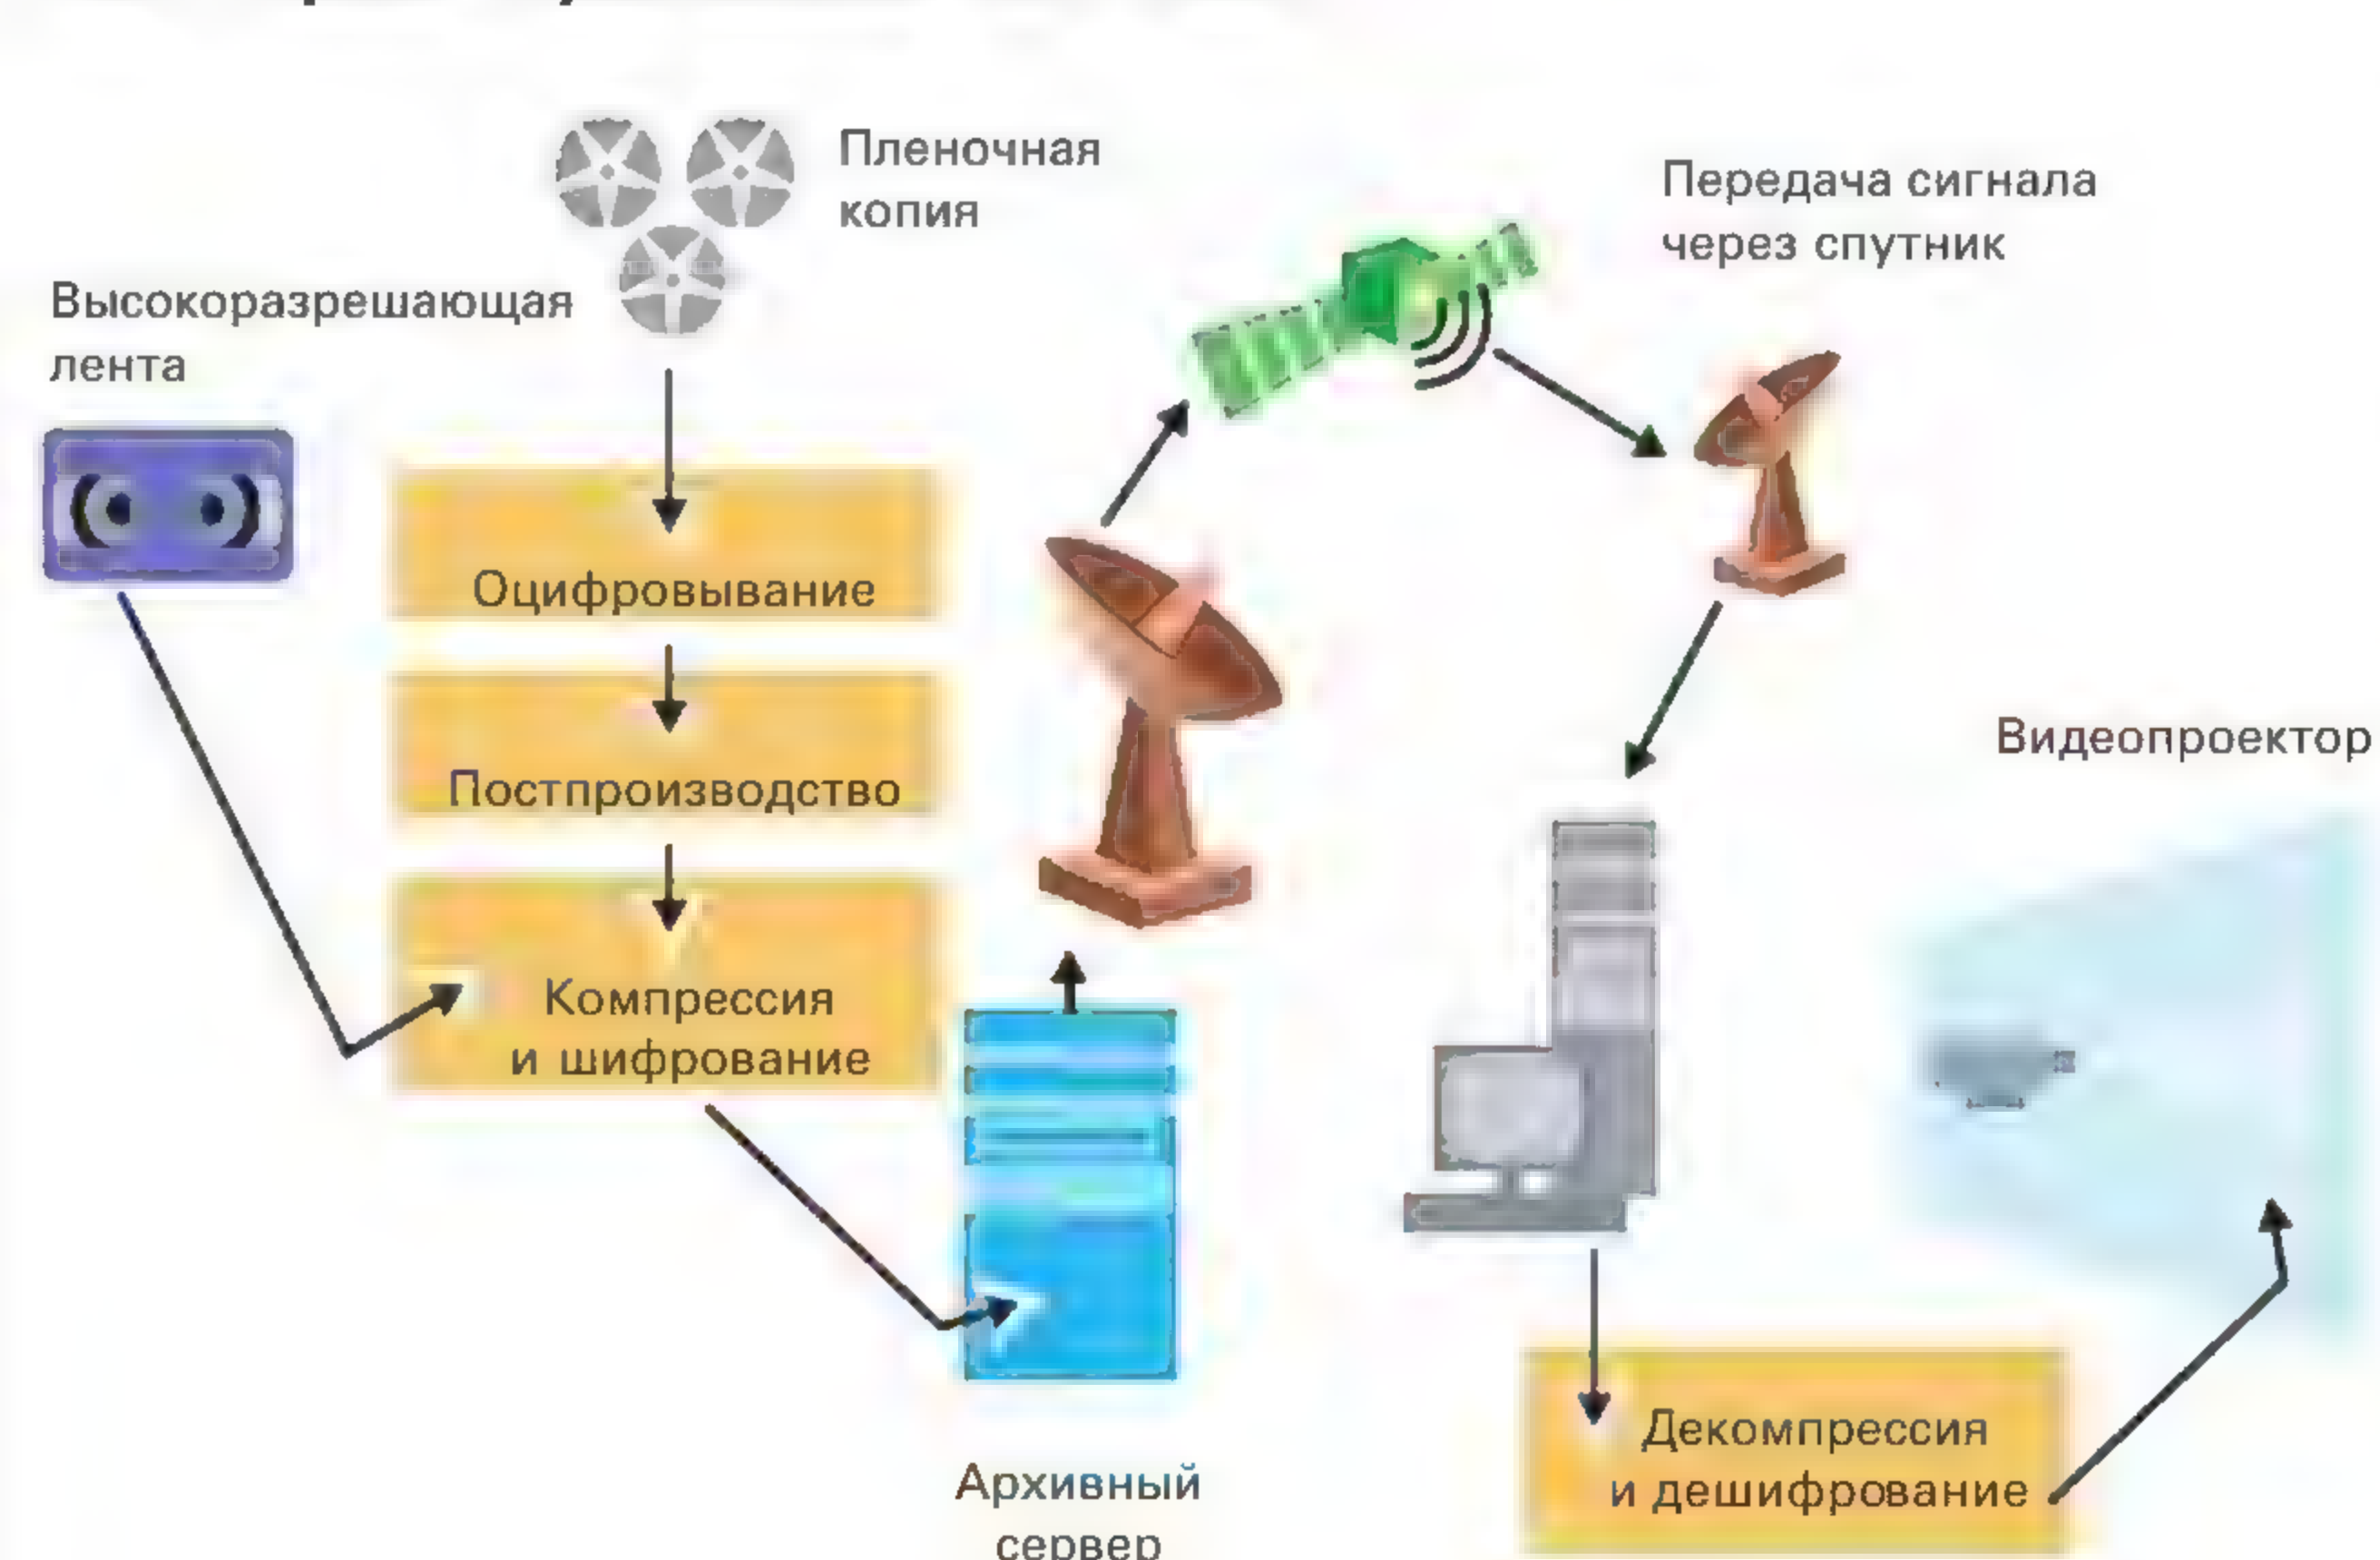 Пленочная
копия
Высокоразрешающая
лента
Оцифровывание
Постпроизводство
Компрессия
и шифрование
Архивный
сервер
Передача сигнала
через спутник
Видеопроектор
Декомпрессия
и дешифрование